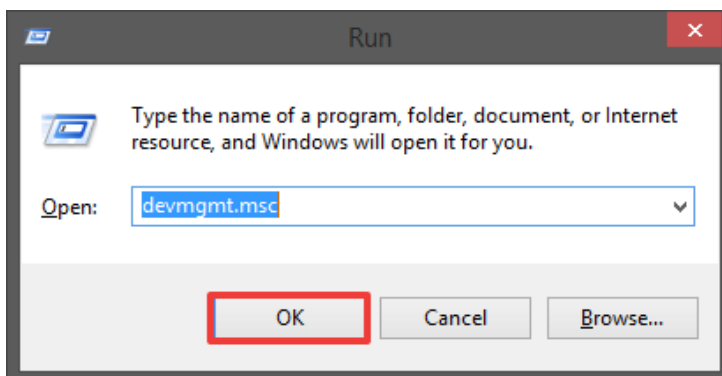 Run
Type the name of a program, folder, document, or Internet
resource, and Windows will open it for you.
Open: devmgmt.msc
OK Cancel Browse...